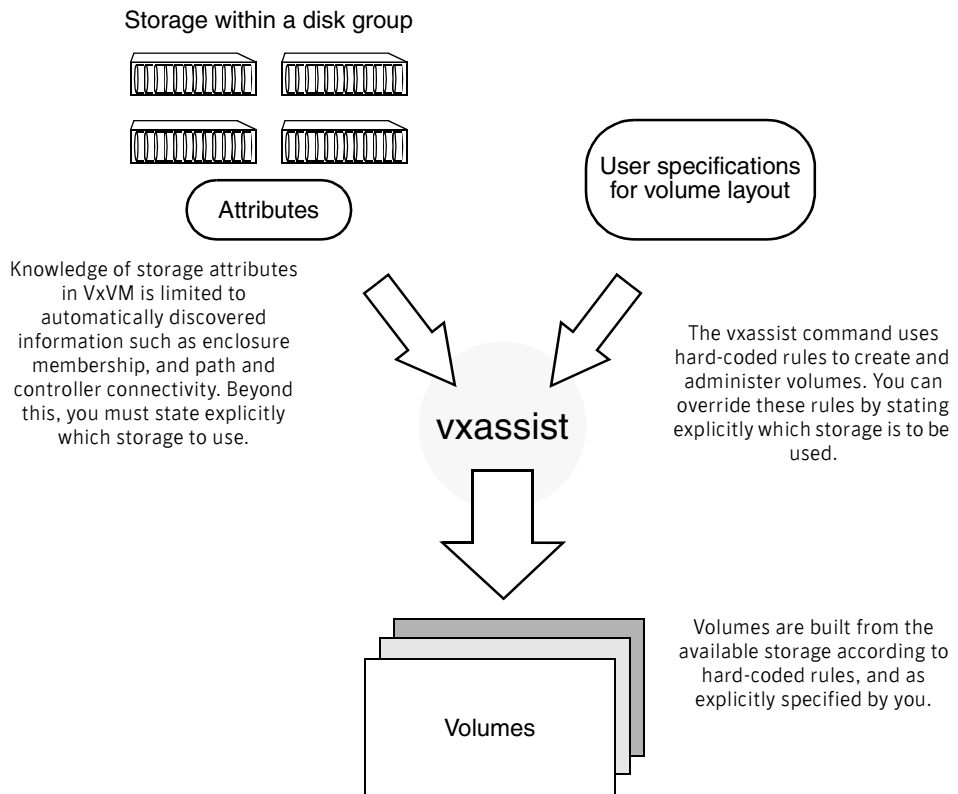 Storage within a disk group
Attributes
User specifications
for volume layout
Knowledge of storage attributes
in VxVM is limited to
automatically discovered
information such as enclosure
membership, and path and
controller connectivity. Beyond
this, you must state explicitly
which storage to use.
The vxassist command uses
hard-coded rules to create and
administer volumes. You can
override these rules by stating
explicitly which storage is to be
used.
vxassist
Volumes are built from the
available storage according to
hard-coded rules, and as
explicitly specified by you.
Volumes